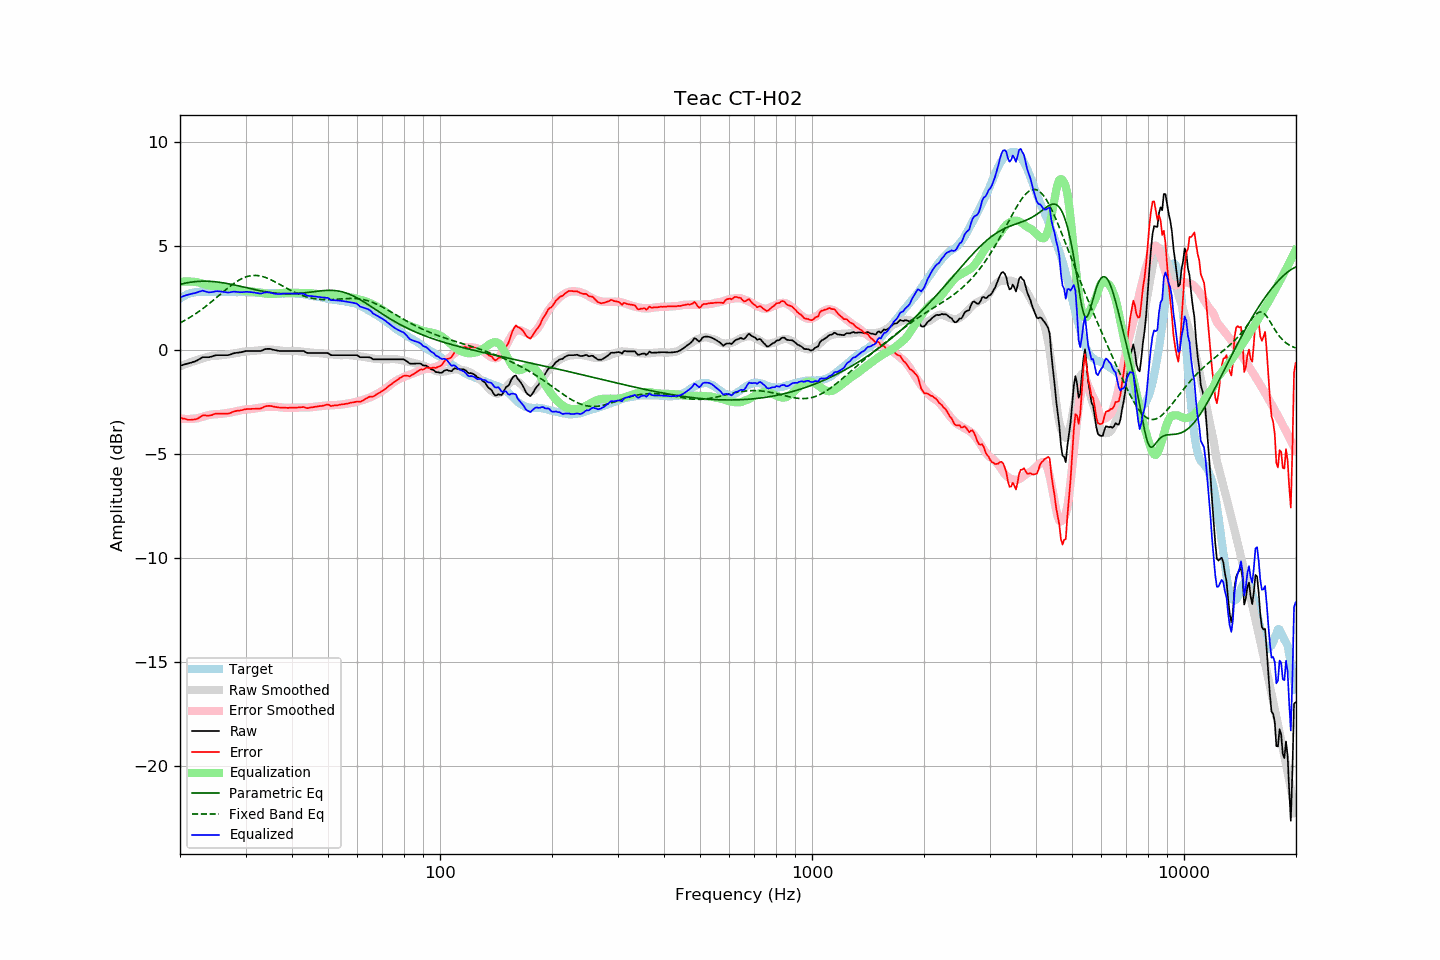 Teac CT-H02
10
5
0
−5
−10
−15
−20
Amplitude (dBr)
Target
Raw Smoothed
Error Smoothed
Raw
Error
Equalization
Parametric Eq
Fixed Band Eq
Equalized
100
1000
10000
Frequency (Hz)